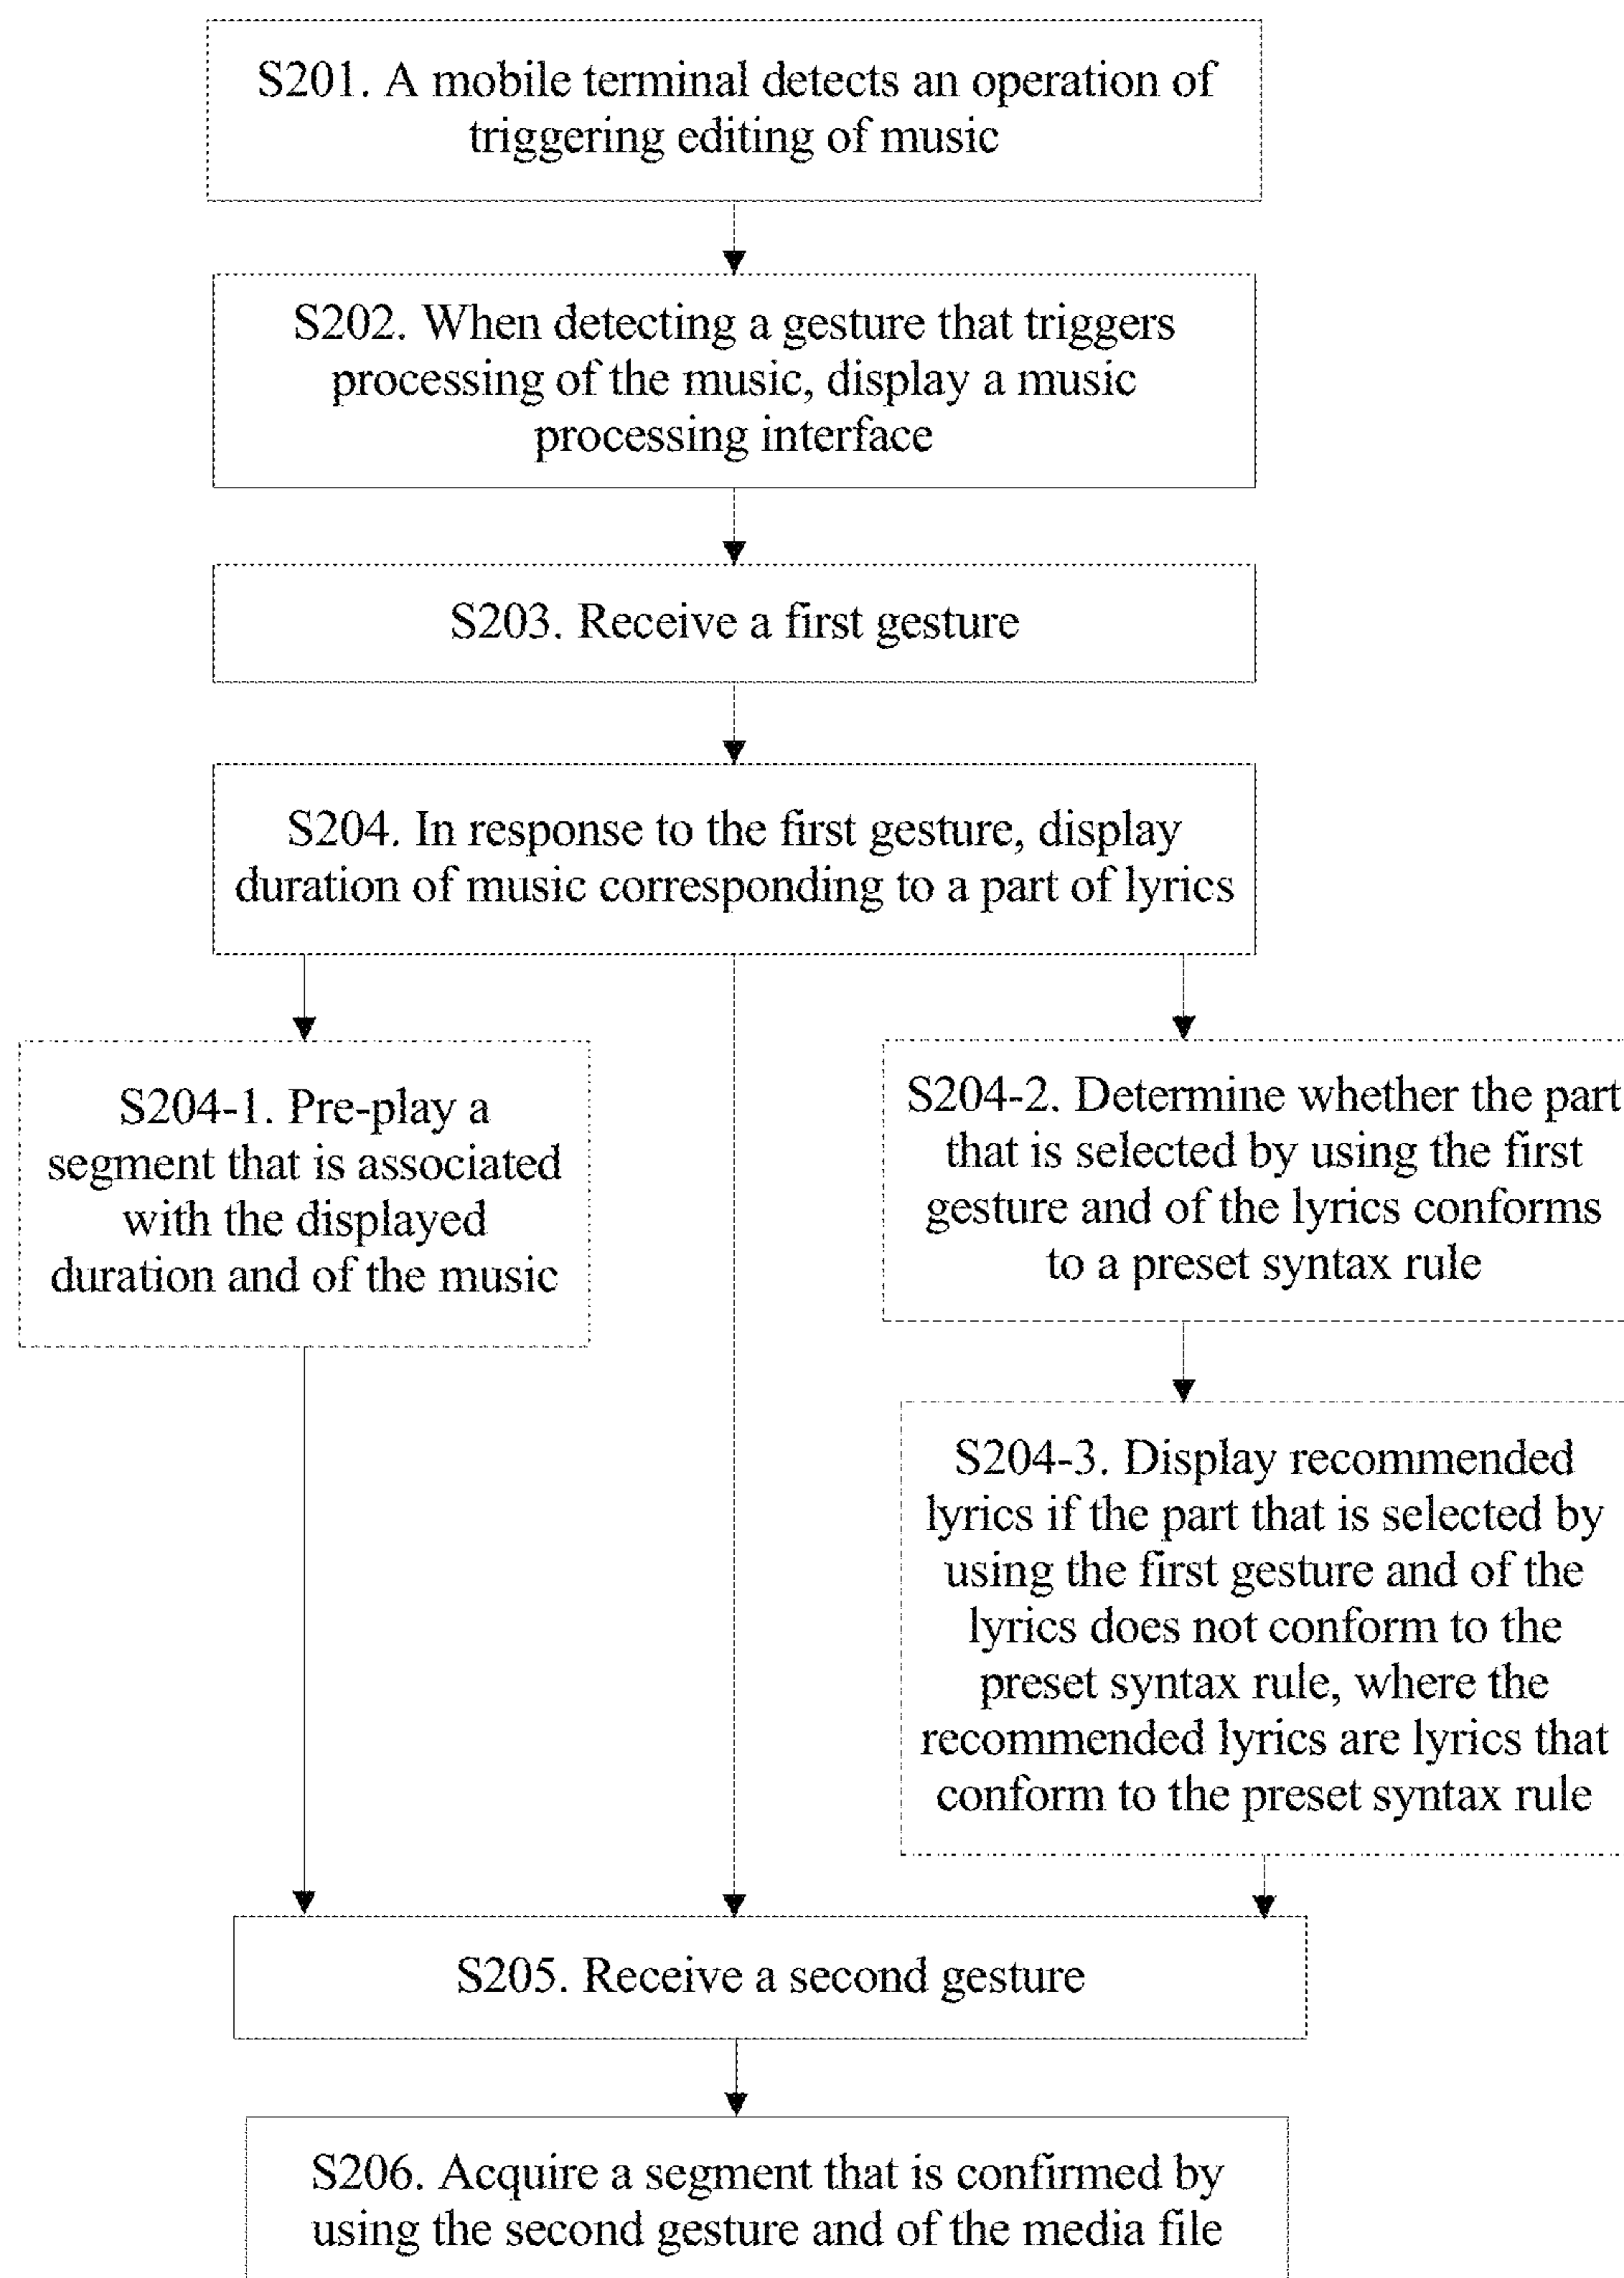 S201. A mobile terminal detects an operation of
triggering editing of music
S202. When detecting a gesture that triggers
processing of the music, display a music
processing interface
S203. Receive a first gesture
S204. In response to the first gesture, display
duration of music corresponding to a part of lyrics
S204-1. Pre-play a
segment that is associated
with the displayed
duration and of the music
S204-2. Determine whether the part
that is selected by using the first
gesture and of the lyrics conforms
to a preset syntax rule
S204-3. Display recommended
lyrics if the part that is selected by
using the first gesture and of the
lyrics does not conform to the
preset syntax rule, where the
recommended lyrics are lyrics that
conform to the preset syntax rule
S205. Receive a second gesture
S206. Acquire a segment that is confirmed by
using the second gesture and of the media file